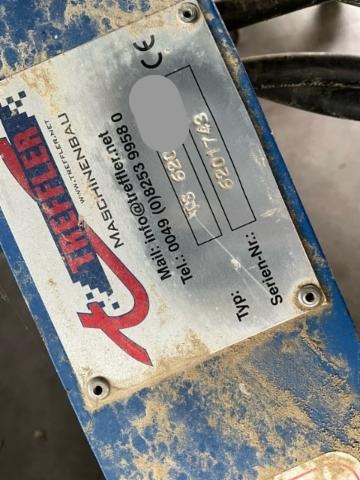 TREFFLER
WWW.TREFFLER.NET
MASCHINENBAU
Mail: info@treffler.net
Tel.: 0049 (0)8253 9958 0
CE
Typ:
620
Serien-Nr.:
6201743